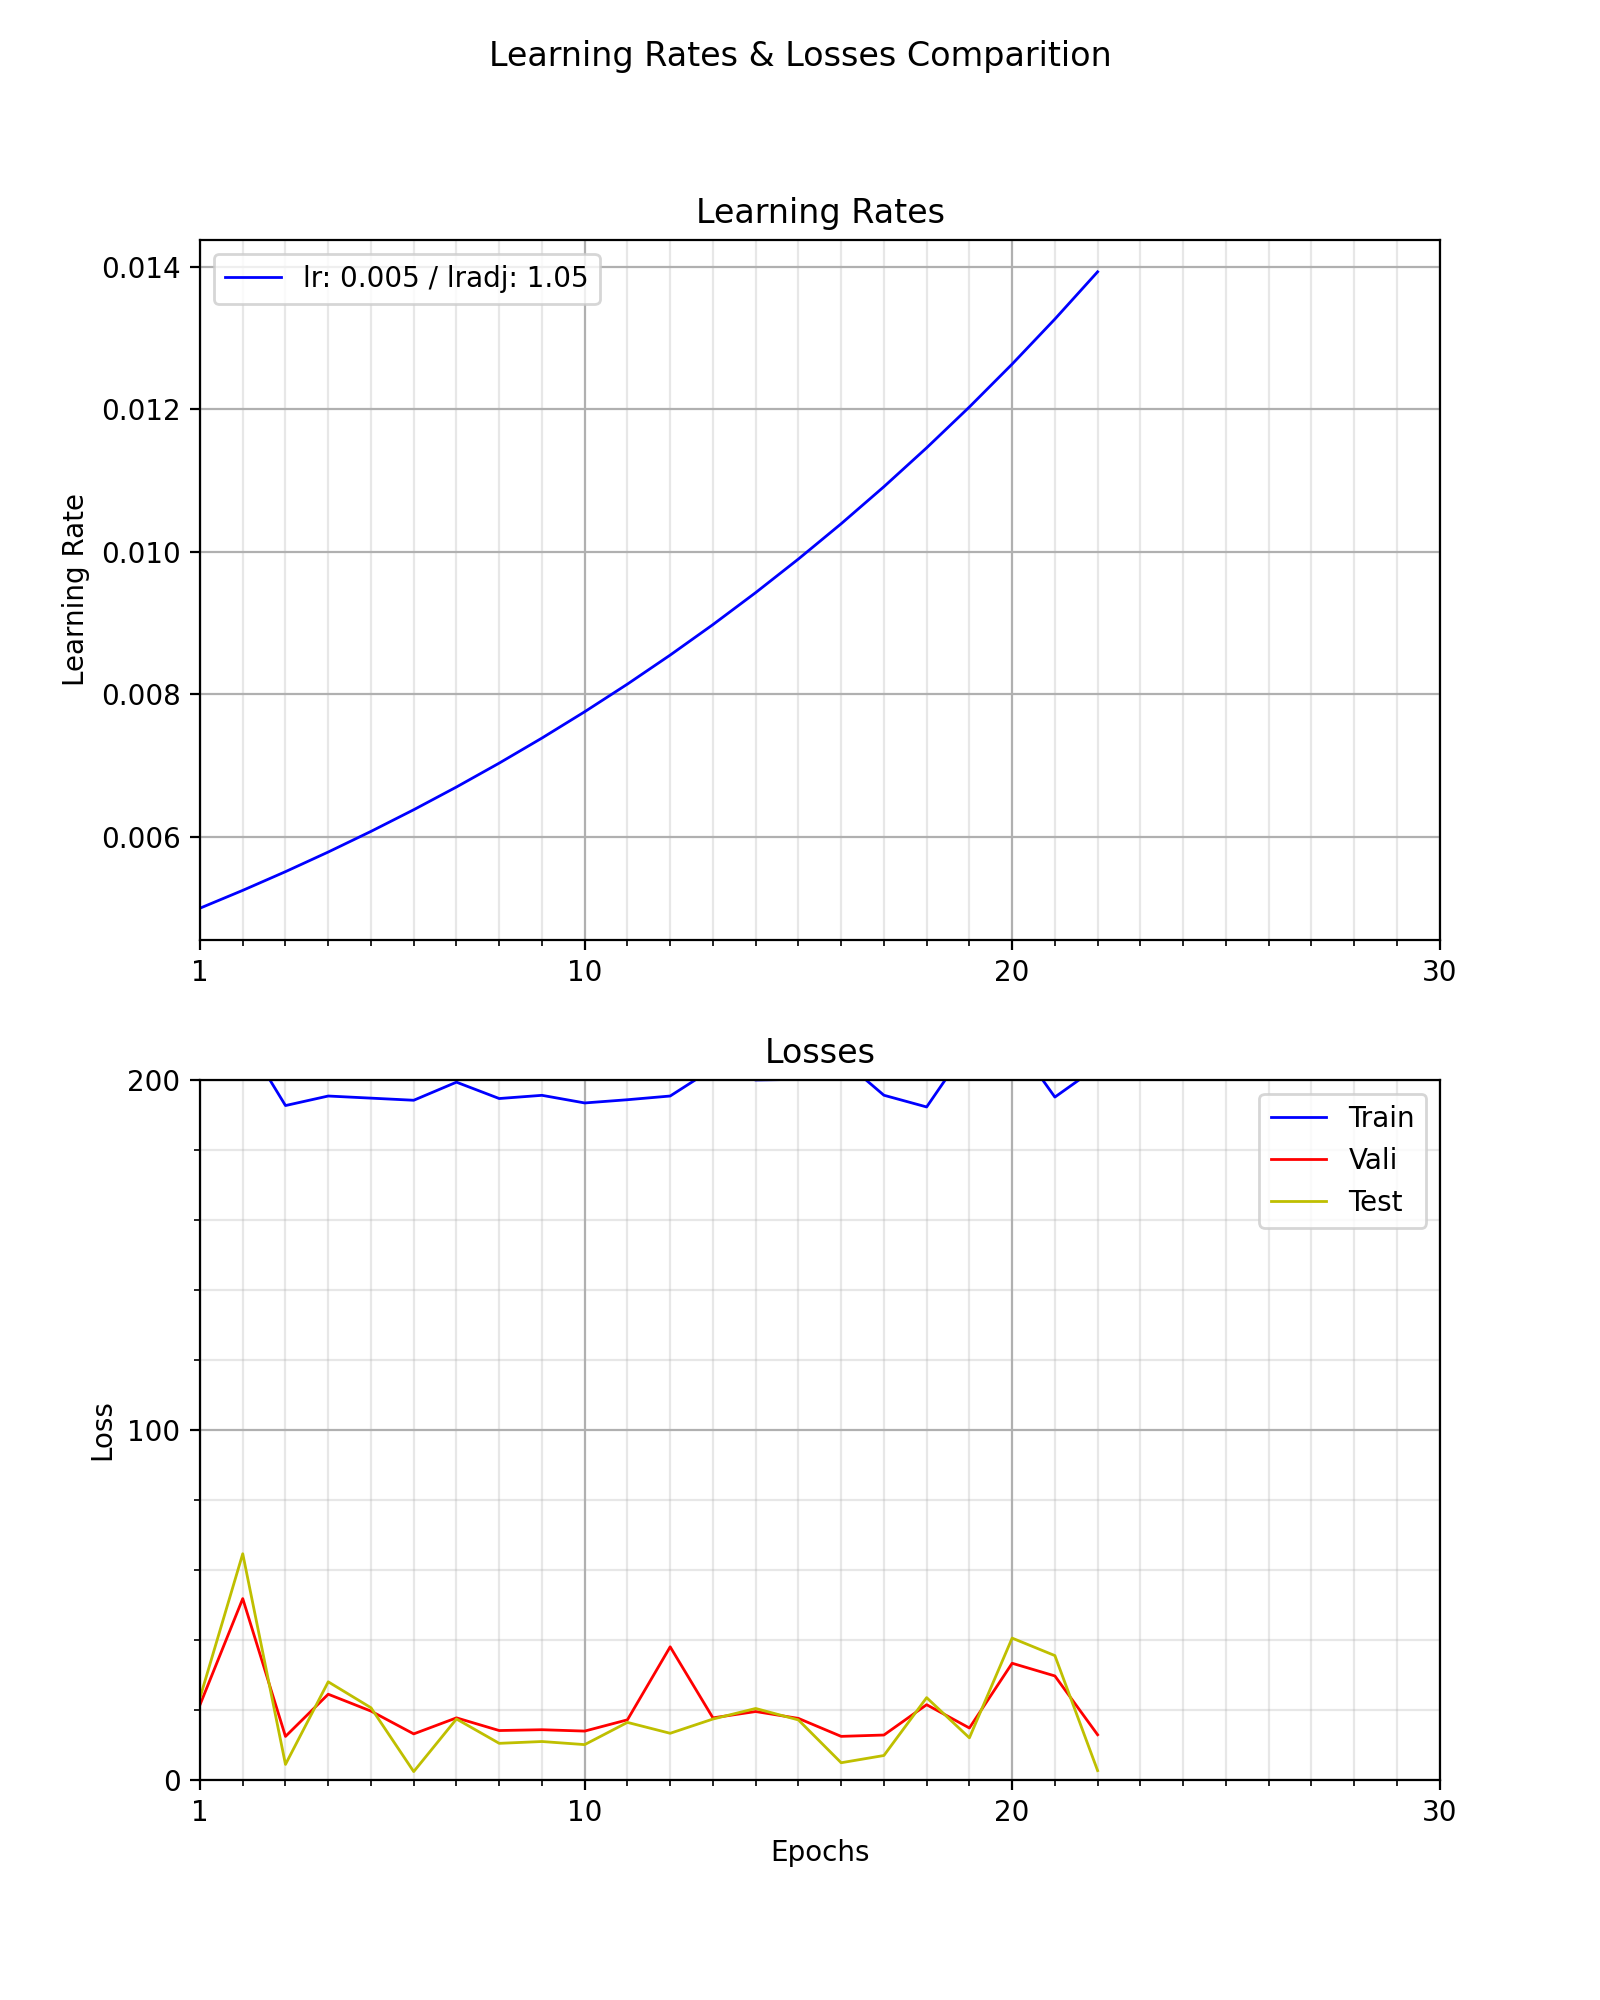 Learning Rates & Losses Comparition
Learning Rates
lr: 0.005 / lradj: 1.05
0.014
0.012
0.010
0.008
0.006
Learning Rate
1 10 20 30
Losses
Train
Vali
Test
200
100
0
Loss
1 10 20 30
Epochs